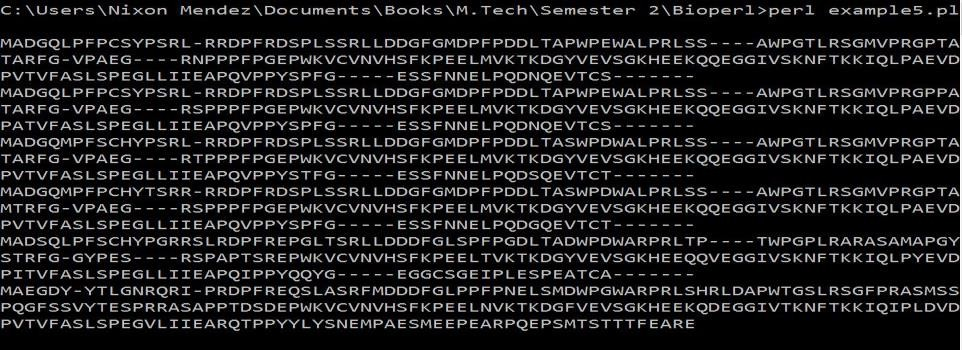 C:\Users\Nixon Mendez\Documents\Books\M.Tech\Semester 2\Bioperl>perl example5.pl
MADGQLPFPCSYPSRL-RRDPFRDSPLSSRLLDDGFGMDPFPDDLTAPWPEWALPRLSS----AWPGTLRSGMVPRGPTA
TARFG-VPAEG----RNPPPFPGEPWKVCVNVHSFKPEELMVKTKDGYVEVSGKHEEKQQEGGIVSKNFTKKIQLPAEVD
PVTVFASLSPEGLLIIEAPQVPPYSPFG-----ESSFNNELPQDNQEVTCS-------
MADGQLPFPCSYPSRL-RRDPFRDSPLSSRLLDDGFGMDPFPDDLTAPWPEWALPRLSS----AWPGTLRSGMVPRGPPA
TARFG-VPAEG----RSPPPFPGEPWKVCVNVHSFKPEELMVKTKDGYVEVSGKHEEKQQEGGIVSKNFTKKIQLPAEVD
PATVFASLSPEGLLIIEAPQVPPYSPFG-----ESSFNNELPQDNQEVTCS-------
MADGQMPFSCHYPSRL-RRDPFRDSPLSSRLLDDGFGMDPFPDDLTASWPDWALPRLSS----AWPGTLRSGMVPRGPTA
TARFG-VPAEG----RTPPPFPGEPWKVCVNVHSFKPEELMVKTKDGYVEVSGKHEEKQQEGGIVSKNFTKKIQLPAEVD
PVTVFASLSPEGLLIIEAPQVPPYSTFG-----ESSFNNELPQDSQEVTCT-------
MADGQMPFPCHYTSRR-RRDPFRDSPLSSRLLDDGFGMDPFPDDLTASWPDWALPRLSS----AWPGTLRSGMVPRGPTA
MTRFG-VPAEG----RSPPPFPGEPWKVCVNVHSFKPEELMVKTKDGYVEVSGKHEEKQQEGGIVSKNFTKKIQLPAEVD
PVTVFASLSPEGLLIIEAPQVPPYSPFG-----ESSFNNELPQDGQEVTCT-------
MADSQLPFSCHYPGRRSLRDPFREPGLTSRLLDDDFGLSPFPGDLTADWPDWARPRLTP----TWPGPLRARASAMAPGY
STRFG-GYPES----RSPAPTSREPWKVCVNVHSFKPEELTVKTKDGYVEVSGKHEEQQVEGGIVSKNFTKKIQLPYEVD
PITVFASLSPEGLLIIEAPQIPPYQQYG-----EGGCSGEIPLESPEATCA-------
MAEGDY-YTLGNRQRI-PRDPFREQSLASRFMDDDFGLPPFPNELSMDWPGWARPRLSHRLDAPWTGSLRSGFPRASMSS
PQGFSSVYTESPRRASAPPTDSDEPWKVCVNVHSFKPEELNVKTKDGFVEVSGKHEEKQDEGGIVTKNFTKKIQIPLDVD
PVTVFASLSPEGVLIIEARQTPPYYLYSNEMPAESMEEPEARPQEPSMTSTTTFEARE